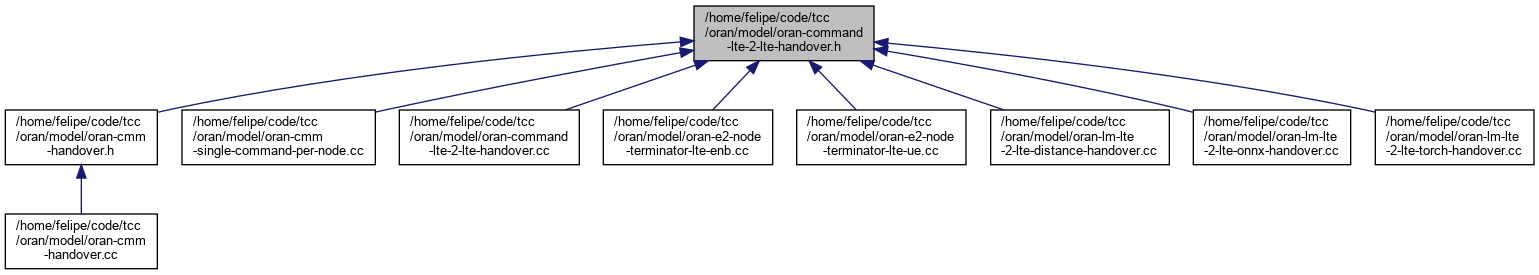 /home/felipe/code/tcc
/oran/model/oran-command
-lte-2-lte-handover.h
/home/felipe/code/tcc
/oran/model/oran-cmm
-handover.h
/home/felipe/code/tcc
/oran/model/oran-cmm
-single-command-per-node.cc
/home/felipe/code/tcc
/oran/model/oran-command
-lte-2-lte-handover.cc
/home/felipe/code/tcc
/oran/model/oran-e2-node
-terminator-lte-enb.cc
/home/felipe/code/tcc
/oran/model/oran-e2-node
-terminator-lte-ue.cc
/home/felipe/code/tcc
/oran/model/oran-lm-lte
-2-lte-distance-handover.cc
/home/felipe/code/tcc
/oran/model/oran-lm-lte
-2-lte-onnx-handover.cc
/home/felipe/code/tcc
/oran/model/oran-lm-lte
-2-lte-torch-handover.cc
/home/felipe/code/tcc
/oran/model/oran-cmm
-handover.cc